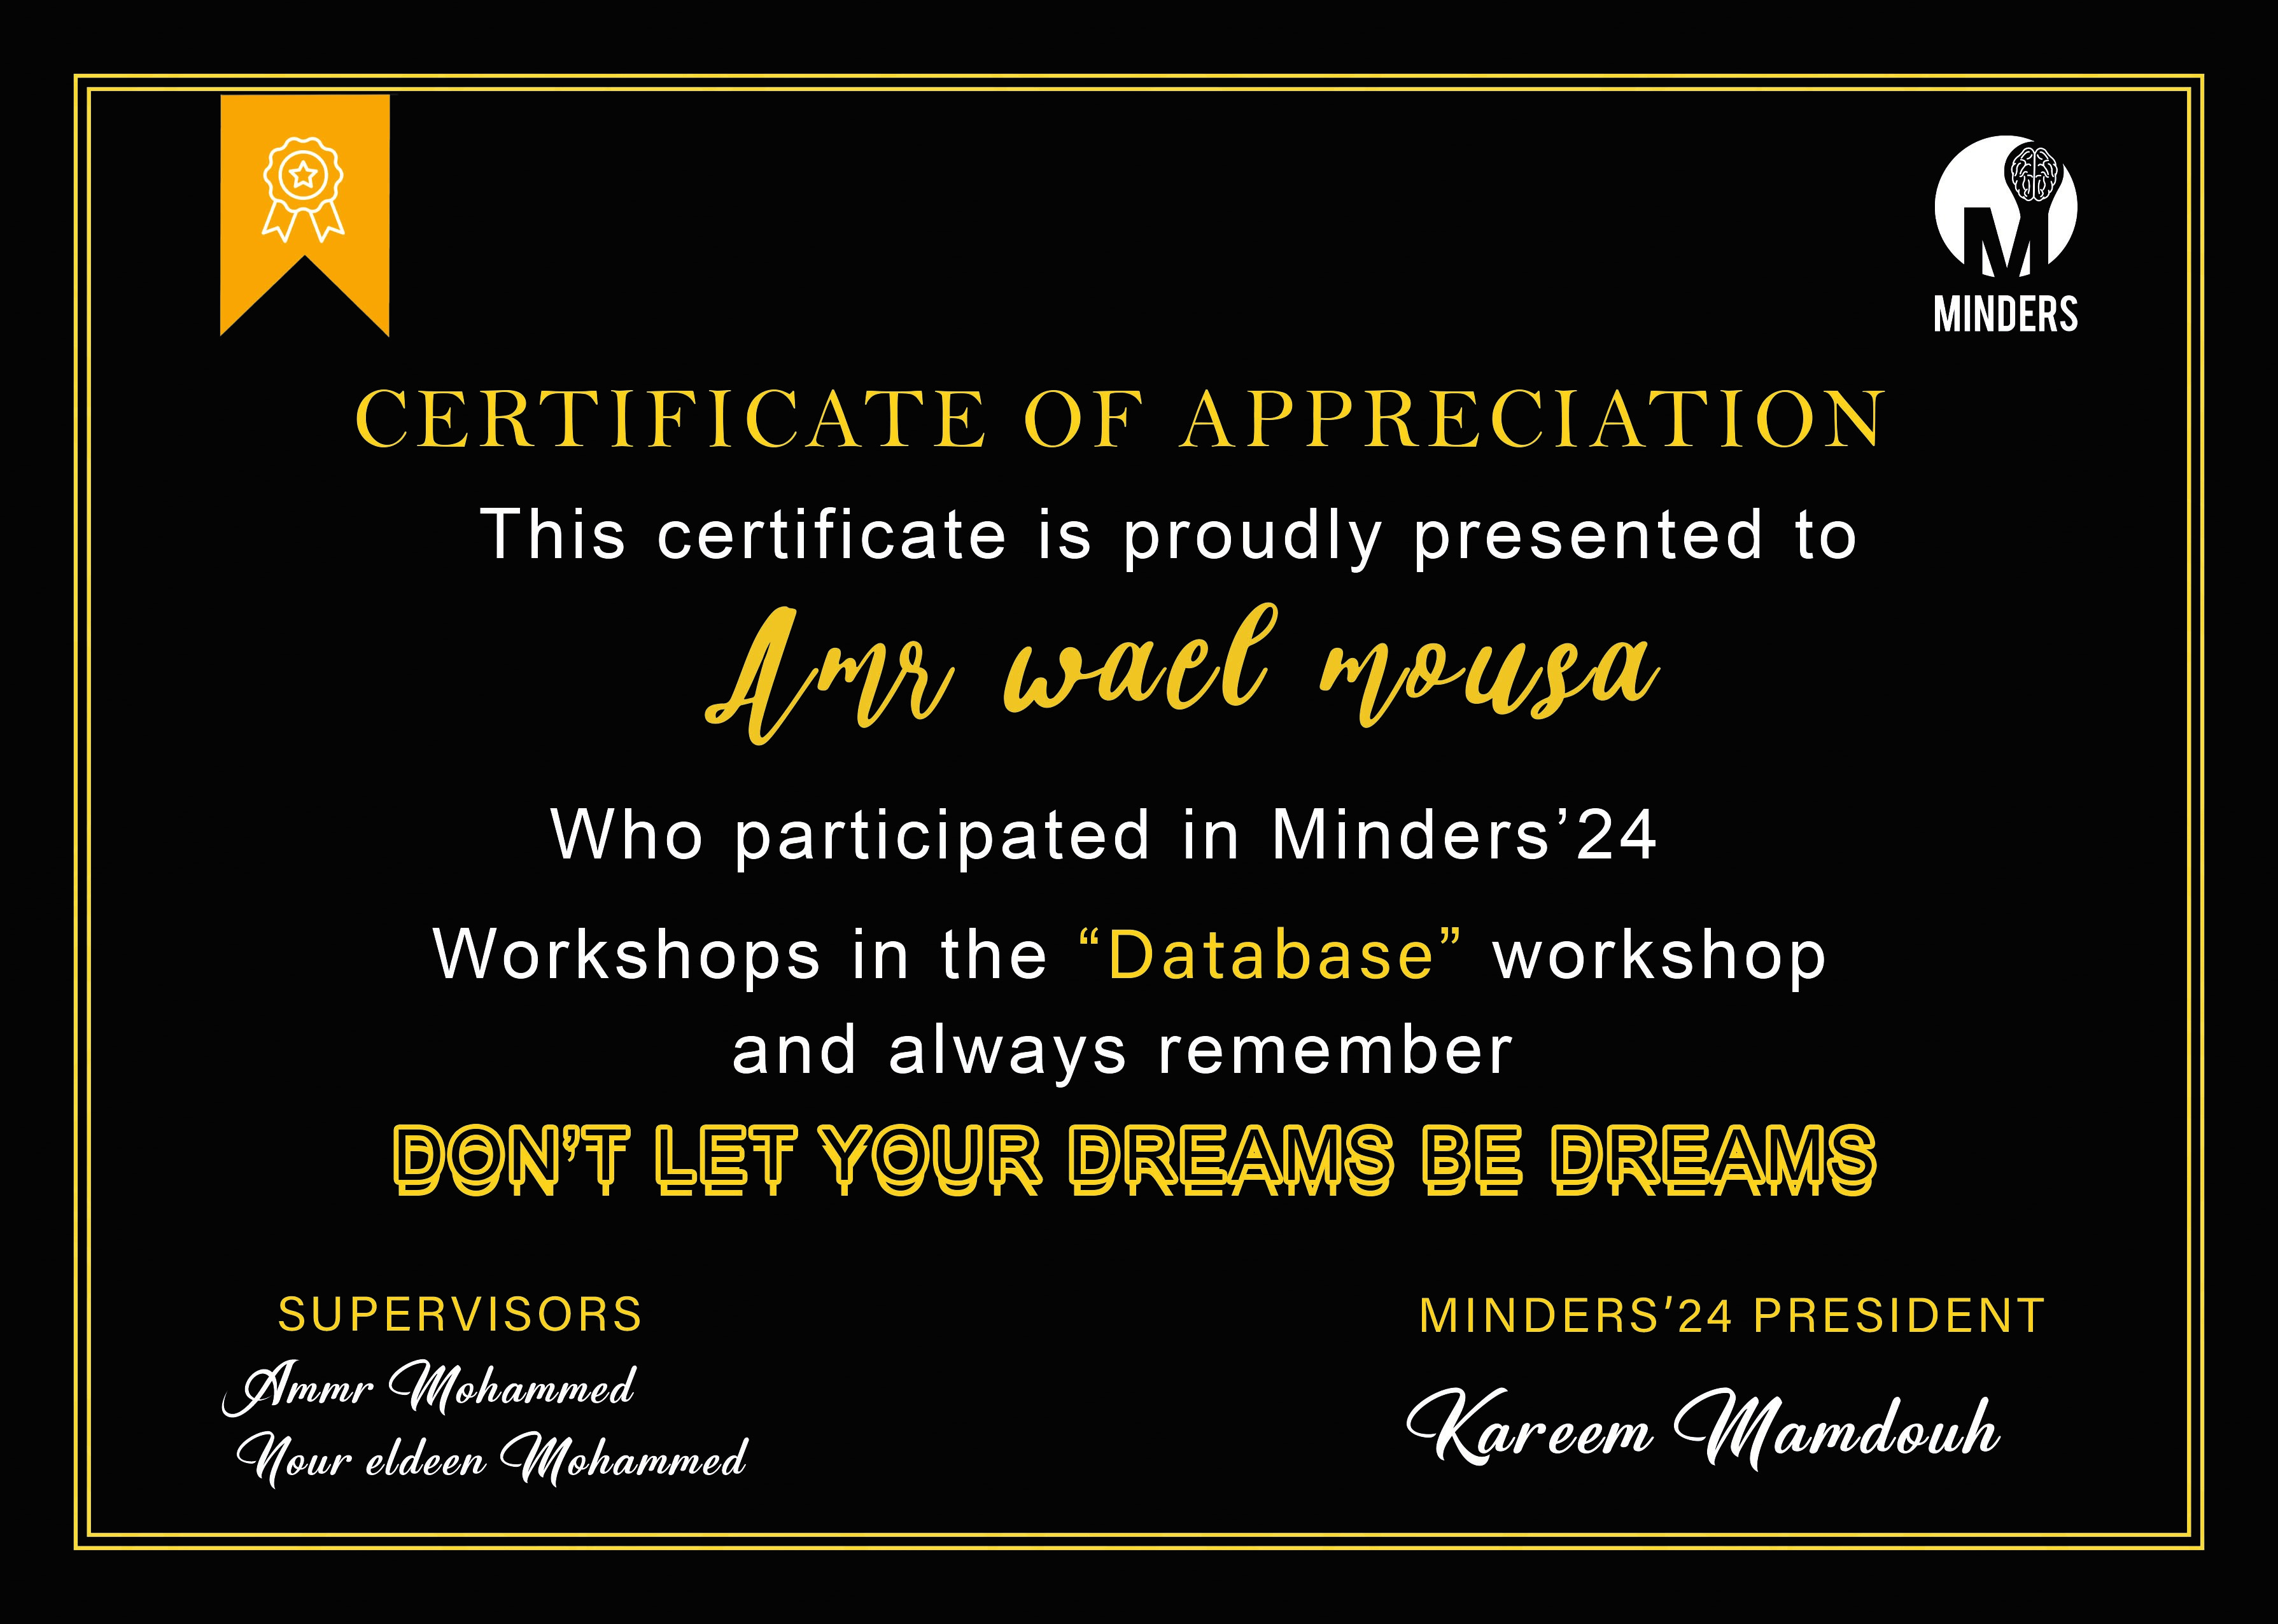 MINDERS
CERTIFICATE OF APPRECIATION
This certificate is proudly presented to
Amr wael mousa
Who participated in Minders’24
Workshops in the “Database” workshop
and always remember
DON’T LET YOUR DREAMS BE DREAMS
SUPERVISORS
Ammr Mohammed
Nour eldeen Mohammed
MINDERS’24 PRESIDENT
Kareem Mamdouh